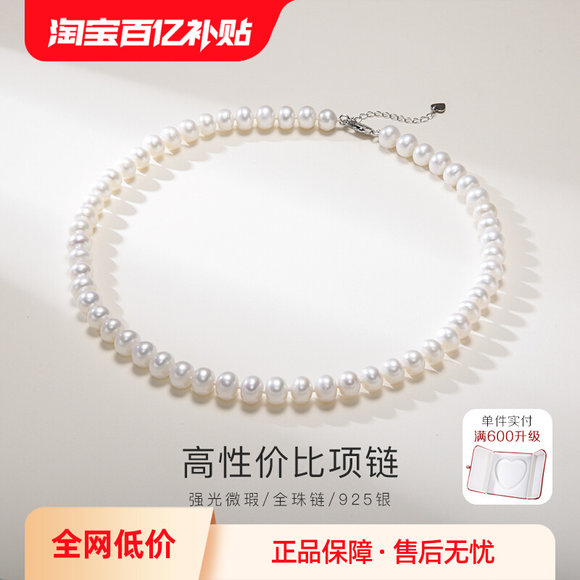 淘宝百亿补贴
单件实付
满600升级
高性价比项链
强光微瑕/全珠链/925银
全网低价
正品保障·售后无忧